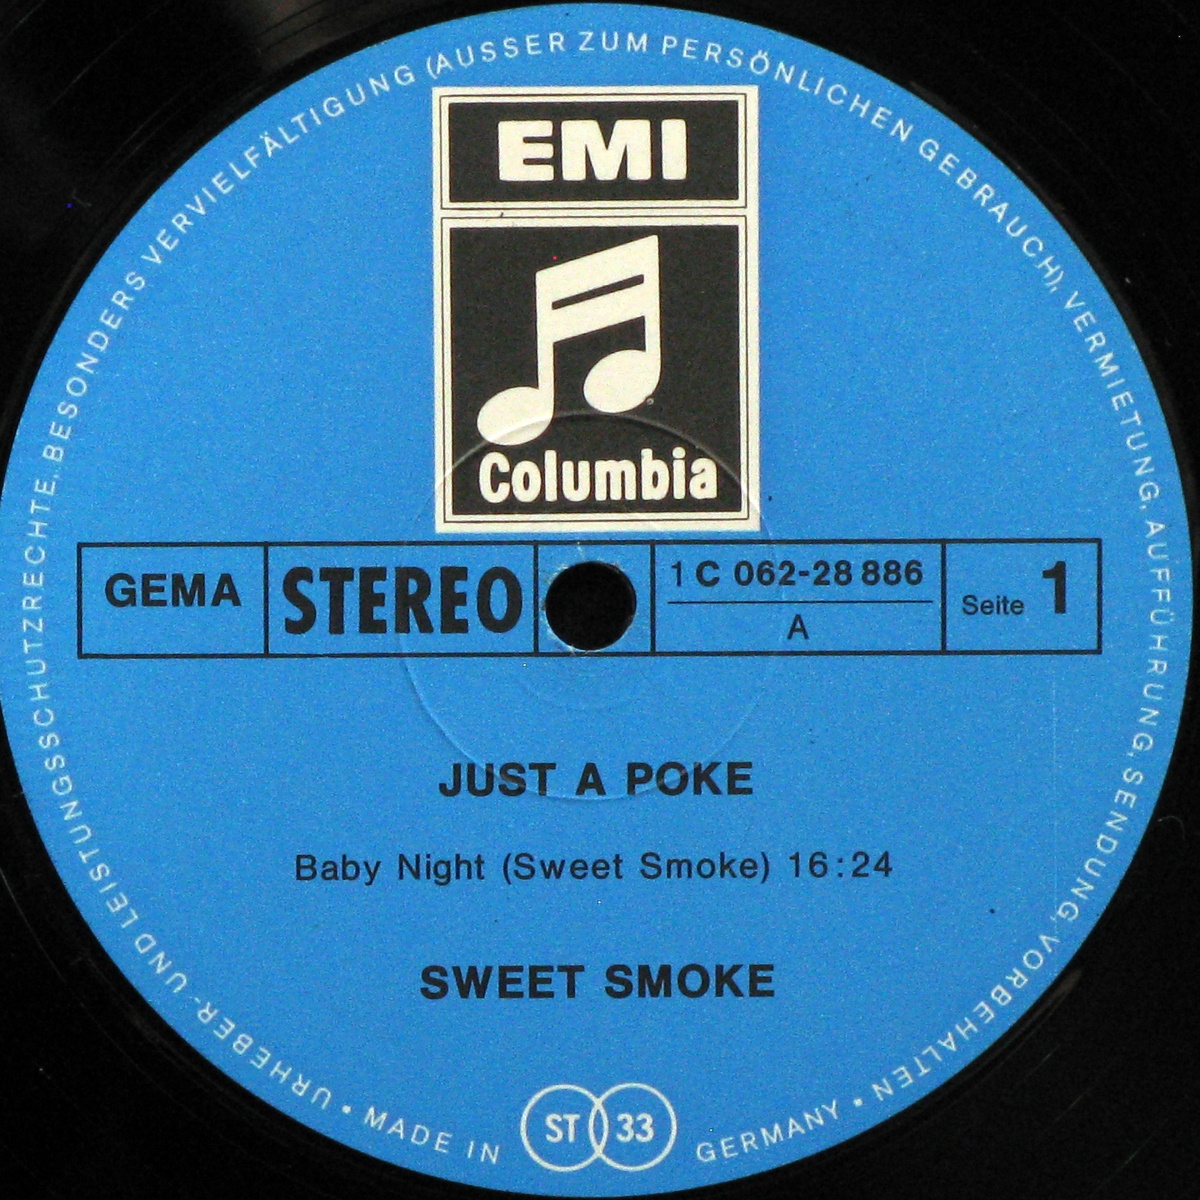 EMI
Columbia
GEMA
STEREO
1 C 062-28 886
A
Seite 1
JUST A POKE
Baby Night (Sweet Smoke) 16:24
SWEET SMOKE
URHEBER- UND LEISTUNGSSCHUTZRECHTE, BESONDERS VERVIELFÄLTIGUNG (AUSSER ZUM PERSÖNLICHEN GEBRAUCH), VERMIETUNG, AUFFÜHRUNG, SENDUNG, VORBEHALTEN
• MADE IN
ST 33
GERMANY •